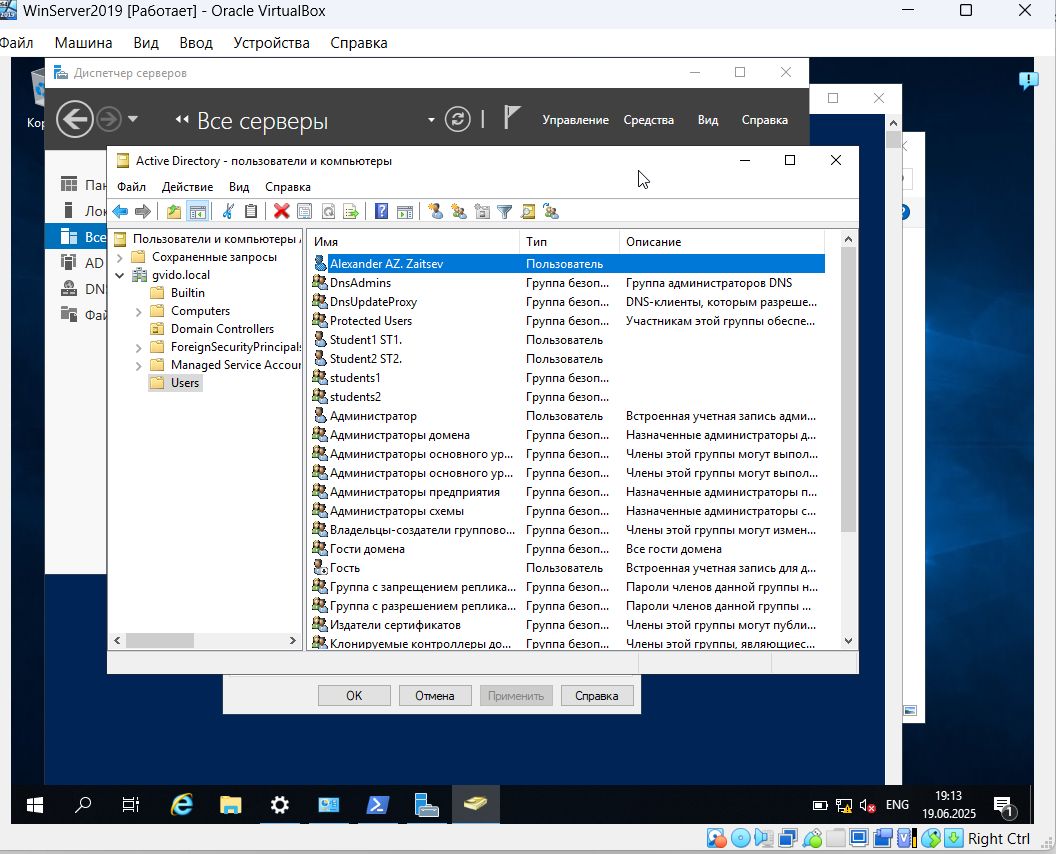 WinServer2019 [Работает] - Oracle VirtualBox
Файл Машина Вид Ввод Устройства Справка
Диспетчер серверов
Все серверы
Управление Средства Вид Справка
Active Directory - пользователи и компьютеры
Файл Действие Вид Справка
Все
AD
Пользователи и компьютеры
Сохраненные запросы
gvido.local
Builtin
Computers
Domain Controllers
ForeignSecurityPrincipals
Managed Service Accour
Users
Имя Тип Описание
Alexander AZ. Zaitsev Пользователь
DnsAdmins Группа безоп... Группа администраторов DNS
DnsUpdateProxy Группа безоп... DNS-клиенты, которым разреше...
Protected Users Группа безоп... Участникам этой группы обеспе...
Student1 ST1. Пользователь
Student2 ST2. Пользователь
students1 Группа безоп...
students2 Группа безоп...
Администратор Пользователь Встроенная учетная запись адми...
Администраторы домена Группа безоп... Назначенные администраторы д...
Администраторы основного ур... Группа безоп... Члены этой группы могут выпол...
Администраторы основного ур... Группа безоп... Члены этой группы могут выпол...
Администраторы предприятия Группа безоп... Назначенные администраторы п...
Администраторы схемы Группа безоп... Назначенные администраторы с...
Владельцы-создатели группово... Группа безоп... Члены этой группы могут измен...
Гости домена Группа безоп... Все гости домена
Гость Пользователь Встроенная учетная запись для д...
Группа с запрещением реплика... Группа безоп... Пароли членов данной группы н...
Группа с разрешением реплика... Группа безоп... Пароли членов данной группы ...
Издатели сертификатов Группа безоп... Члены этой группы могут публи...
Клонируемые контроллеры до... Группа безоп... Члены этой группы, являющиес...
OK Отмена Применить Справка
ENG
19:13
19.06.2025
1
Right Ctrl